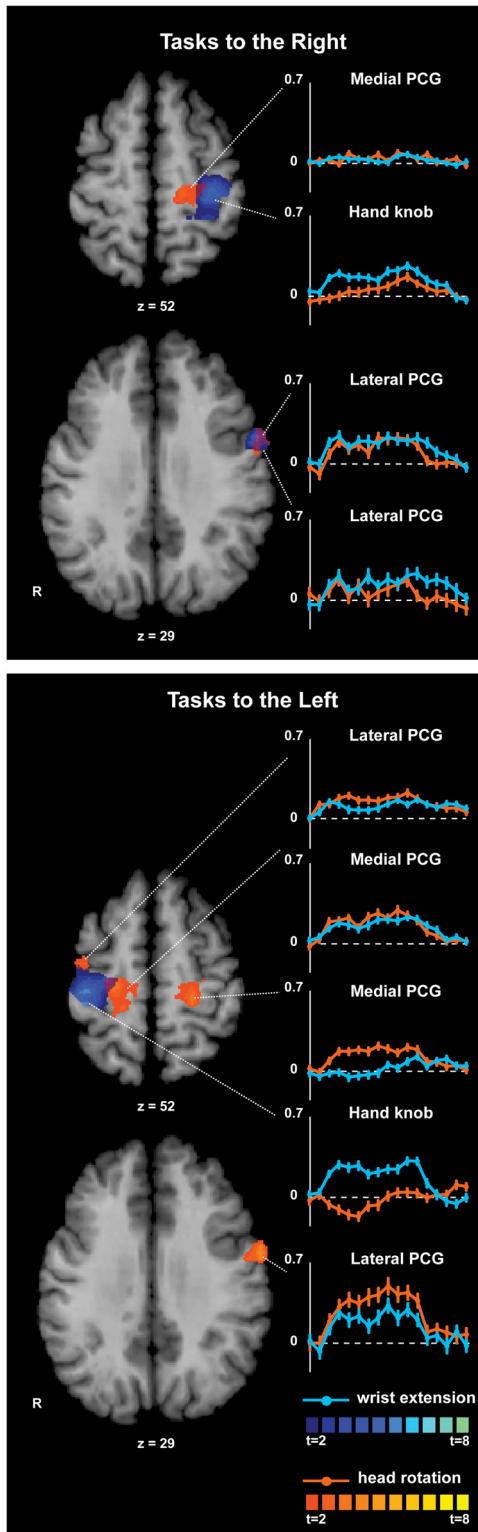 Tasks to the Right
0.7
Medial PCG
0
0.7
Hand knob
0
z = 52
0.7
Lateral PCG
0
0.7
Lateral PCG
0
R
z = 29
Tasks to the Left
0.7
Lateral PCG
0
0.7
Medial PCG
0
0.7
Medial PCG
0
z = 52
0.7
Hand knob
0
0.7
Lateral PCG
0
R
wrist extension
t=2 t=8
z = 29
head rotation
t=2 t=8